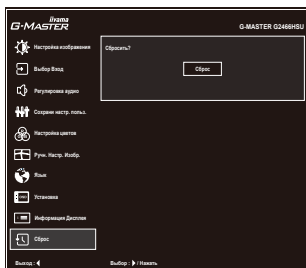 iiyama
G-MASTER
G-MASTER G2466HSU
Настройка изображения
Сбросить?
Сброс
Выбор Вход
Регулировка аудио
Сохране настр. польз.
Настройка цветов
Ручн. Настр. Изобр.
Язык
Установка
Информация Дисплея
Сброс
Выход :
Выбор : / Нажать